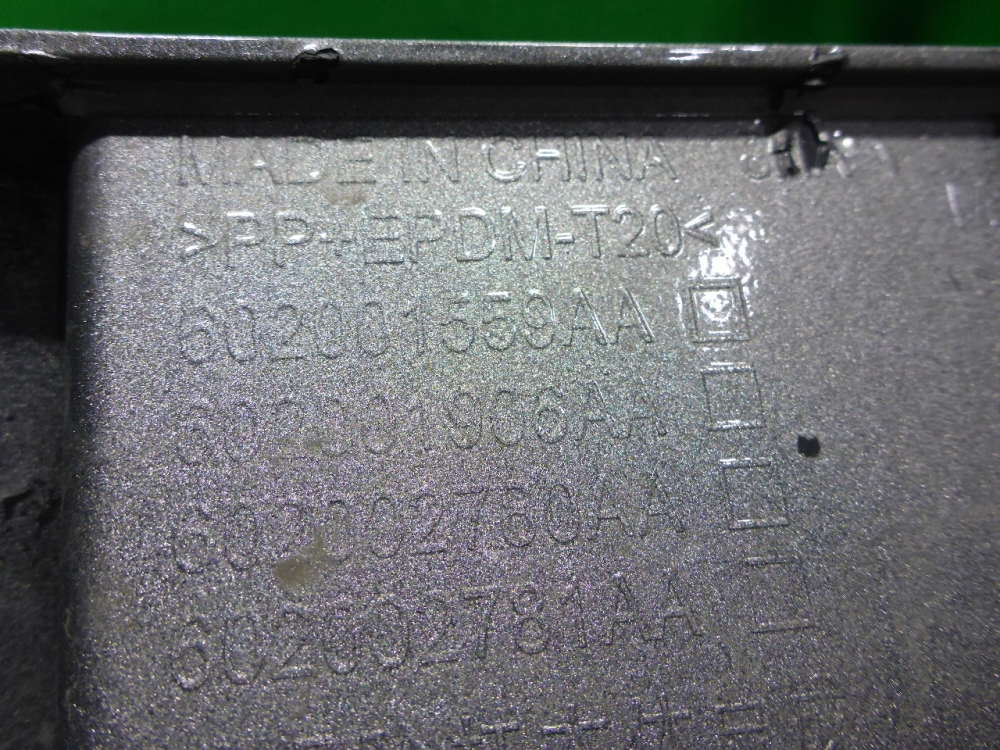 MADE IN CHINA
>PP+EPDM-T20<
602001559AA
602001906AA
602002780AA
602002781AA